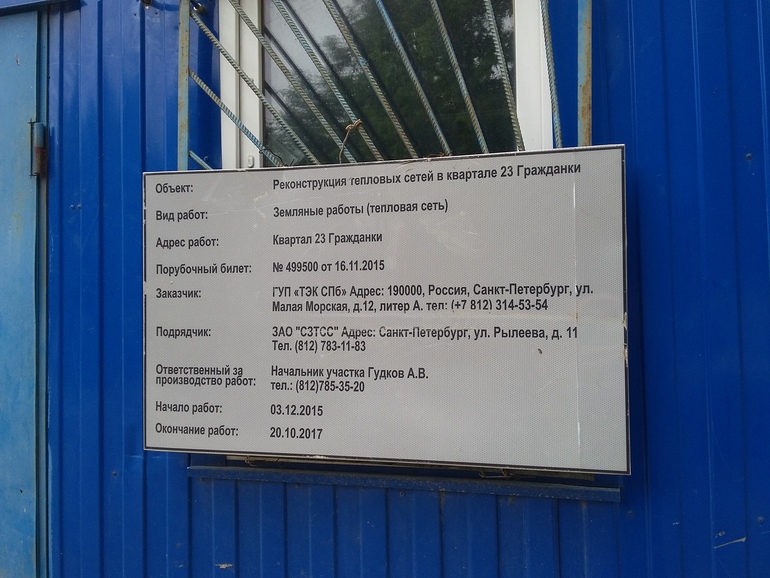 Объект: Реконструкция тепловых сетей в квартале 23 Гражданки
Вид работ: Земляные работы (тепловая сеть)
Адрес работ: Квартал 23 Гражданки
Порубочный билет: № 499500 от 16.11.2015
Заказчик: ГУП «ТЭК СПб» Адрес: 190000, Россия, Санкт-Петербург, ул.
Малая Морская, д.12, литер А. тел: (+7 812) 314-53-54
Подрядчик: ЗАО "СЗТСС" Адрес: Санкт-Петербург, ул. Рылеева, д. 11
Тел. (812) 783-11-83
Ответственный за Начальник участка Гудков А.В.
производство работ: тел.: (812)785-35-20
Начало работ: 03.12.2015
Окончание работ: 20.10.2017